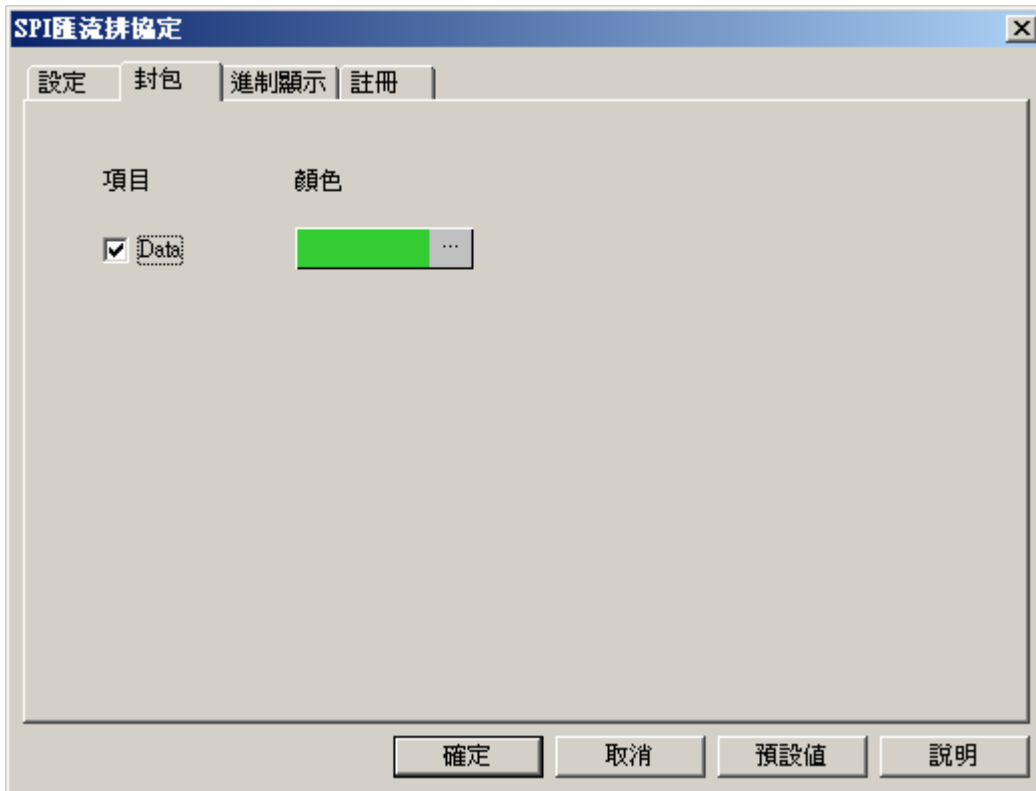 SPI匯流排協定
設定 封包 進制顯示 註冊
項目 顏色
Data ...
確定 取消 預設值 說明